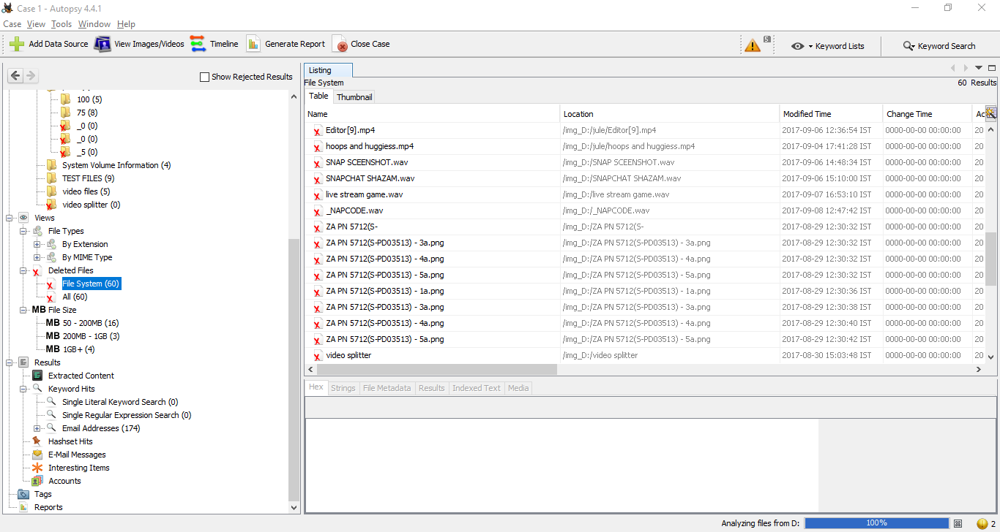 Case 1 - Autopsy 4.4.1
Case View Tools Window Help
Add Data Source View Images/Videos Timeline Generate Report Close Case 5 Keyword Lists Keyword Search
Show Rejected Results
100 (5)
75 (8)
_0 (0)
_0 (0)
_5 (0)
System Volume Information (4)
TEST FILES (9)
video files (5)
video splitter (0)
Views
File Types
By Extension
By MIME Type
Deleted Files
File System (60)
All (60)
MB File Size
MB 50 - 200MB (16)
MB 200MB - 1GB (3)
MB 1GB+ (4)
Results
Extracted Content
Keyword Hits
Single Literal Keyword Search (0)
Single Regular Expression Search (0)
Email Addresses (174)
Hashset Hits
E-Mail Messages
Interesting Items
Accounts
Tags
Reports
Listing
File System 60 Results
Table Thumbnail
Name Location Modified Time Change Time Ac
Editor[9].mp4 /img_D:/jule/Editor[9].mp4 2017-09-06 12:36:54 IST 0000-00-00 00:00:00 20
hoops and huggiess.mp4 /img_D:/jule/hoops and huggiess.mp4 2017-09-04 17:41:28 IST 0000-00-00 00:00:00 20
SNAP SCEENSHOT.wav /img_D:/SNAP SCEENSHOT.wav 2017-09-06 14:48:34 IST 0000-00-00 00:00:00 20
SNAPCHAT SHAZAM.wav /img_D:/SNAPCHAT SHAZAM.wav 2017-09-06 15:10:00 IST 0000-00-00 00:00:00 20
live stream game.wav /img_D:/live stream game.wav 2017-09-07 16:53:10 IST 0000-00-00 00:00:00 20
_NAPCODE.wav /img_D:/_NAPCODE.wav 2017-09-08 12:47:42 IST 0000-00-00 00:00:00 20
ZA PN 5712(S- /img_D:/ZA PN 5712(S- 2017-08-29 12:30:32 IST 0000-00-00 00:00:00 20
ZA PN 5712(S-PD03513) - 3a.png /img_D:/ZA PN 5712(S-PD03513) - 3a.png 2017-08-29 12:30:32 IST 0000-00-00 00:00:00 20
ZA PN 5712(S-PD03513) - 4a.png /img_D:/ZA PN 5712(S-PD03513) - 4a.png 2017-08-29 12:30:32 IST 0000-00-00 00:00:00 20
ZA PN 5712(S-PD03513) - 5a.png /img_D:/ZA PN 5712(S-PD03513) - 5a.png 2017-08-29 12:30:32 IST 0000-00-00 00:00:00 20
ZA PN 5712(S-PD03513) - 1a.png /img_D:/ZA PN 5712(S-PD03513) - 1a.png 2017-08-29 12:30:36 IST 0000-00-00 00:00:00 20
ZA PN 5712(S-PD03513) - 3a.png /img_D:/ZA PN 5712(S-PD03513) - 3a.png 2017-08-29 12:30:38 IST 0000-00-00 00:00:00 20
ZA PN 5712(S-PD03513) - 4a.png /img_D:/ZA PN 5712(S-PD03513) - 4a.png 2017-08-29 12:30:40 IST 0000-00-00 00:00:00 20
ZA PN 5712(S-PD03513) - 5a.png /img_D:/ZA PN 5712(S-PD03513) - 5a.png 2017-08-29 12:30:42 IST 0000-00-00 00:00:00 20
video splitter /img_D:/video splitter 2017-08-30 15:03:48 IST 0000-00-00 00:00:00 20
Hex Strings File Metadata Results Indexed Text Media
Analyzing files from D: 100% 2